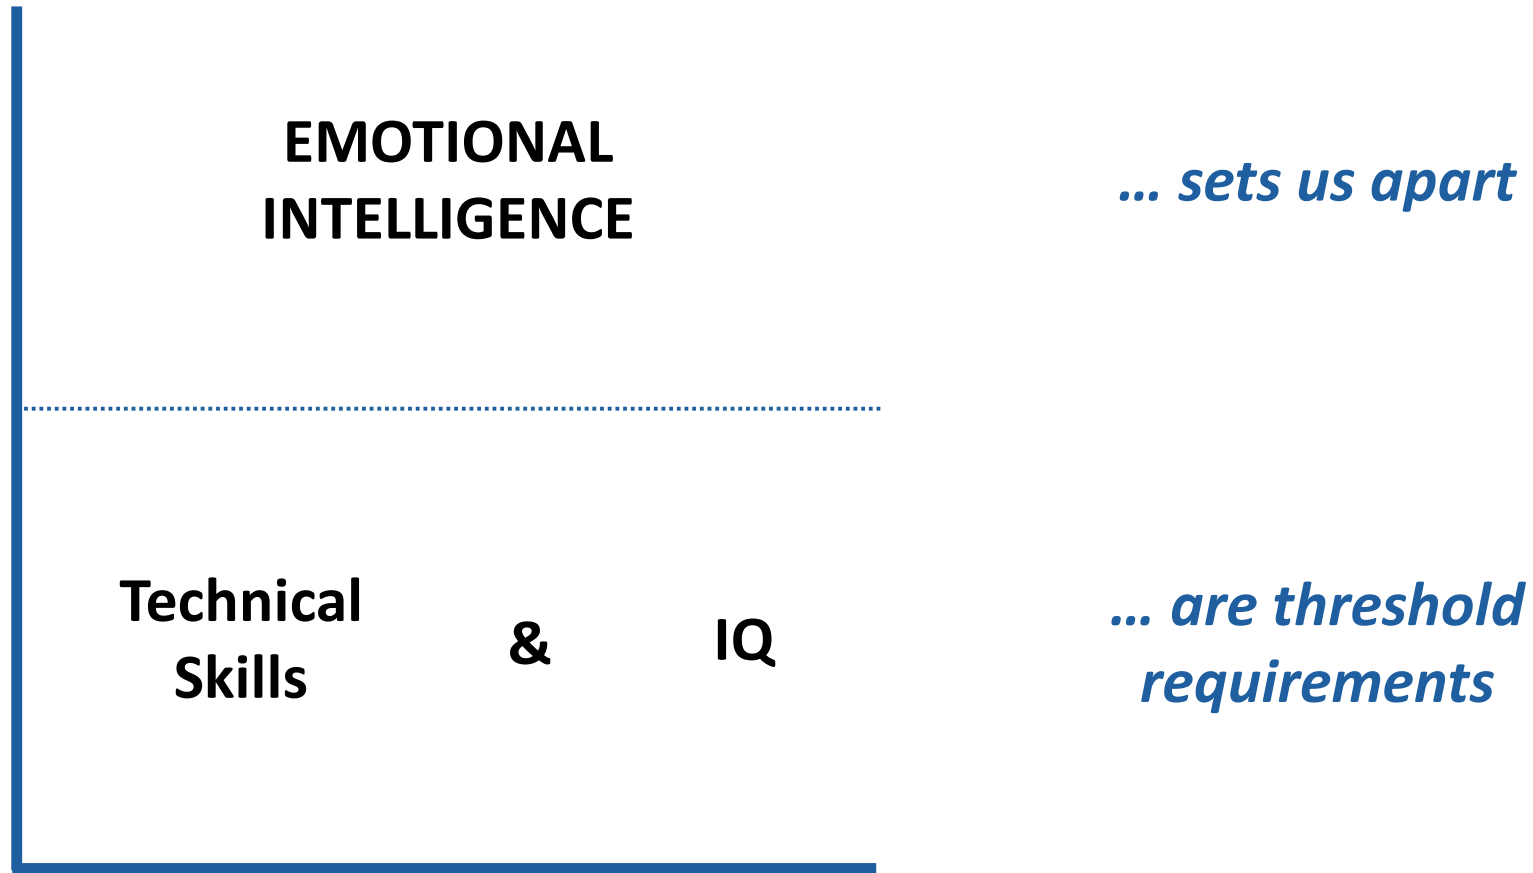 EMOTIONAL
INTELLIGENCE
… sets us apart
Technical
Skills
&
IQ
… are threshold
requirements